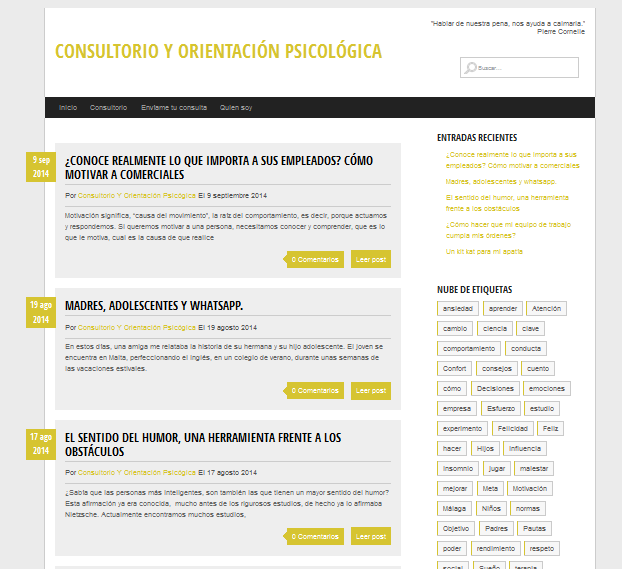 "Hablar de nuestra pena, nos ayuda a calmarla."
Pierre Corneille
CONSULTORIO Y ORIENTACIÓN PSICOLÓGICA
Buscar...
Inicio Consultorio Envíame tu consulta Quien soy
9 sep
2014
¿CONOCE REALMENTE LO QUE IMPORTA A SUS EMPLEADOS? CÓMO
MOTIVAR A COMERCIALES
Por Consultorio Y Orientación Psicógica El 9 septiembre 2014
Motivación significa, "causa del movimiento", la raíz del comportamiento, es decir, porque actuamos
y respondemos. Si queremos motivar a una persona, necesitamos conocer y comprender, que es lo
que le motiva, cual es la causa de que realice
0 Comentarios Leer post
19 ago
2014
MADRES, ADOLESCENTES Y WHATSAPP.
Por Consultorio Y Orientación Psicógica El 19 agosto 2014
En estos días, una amiga me relataba la historia de su hermana y su hijo adolescente. El joven se
encuentra en Malta, perfeccionando el inglés, en un colegio de verano, durante unas semanas de
las vacaciones estivales.
0 Comentarios Leer post
17 ago
2014
EL SENTIDO DEL HUMOR, UNA HERRAMIENTA FRENTE A LOS
OBSTÁCULOS
Por Consultorio Y Orientación Psicógica El 17 agosto 2014
¿Sabía que las personas más inteligentes, son también las que tienen un mayor sentido del humor?
Esta afirmación ya era conocida, mucho antes de los rigurosos estudios, de hecho ya lo afirmaba
Nietzsche. Actualmente encontramos muchos estudios,
0 Comentarios Leer post
ENTRADAS RECIENTES
¿Conoce realmente lo que importa a sus
empleados? Cómo motivar a comerciales
Madres, adolescentes y whatsapp.
El sentido del humor, una herramienta
frente a los obstáculos
¿Cómo hacer que mi equipo de trabajo
cumpla mis órdenes?
Un kit kat para mi apatía
NUBE DE ETIQUETAS
ansiedad aprender Atención
cambio ciencia clave
comportamiento conducta
Confort consejos cuento
cómo Decisiones emociones
empresa Esfuerzo estudio
experimento Felicidad Feliz
hacer Hijos Influencia
Insomnio jugar malestar
mejorar Meta Motivación
Málaga Niños normas
Objetivo Padres Pautas
poder rendimiento respeto
social Sueño terapia